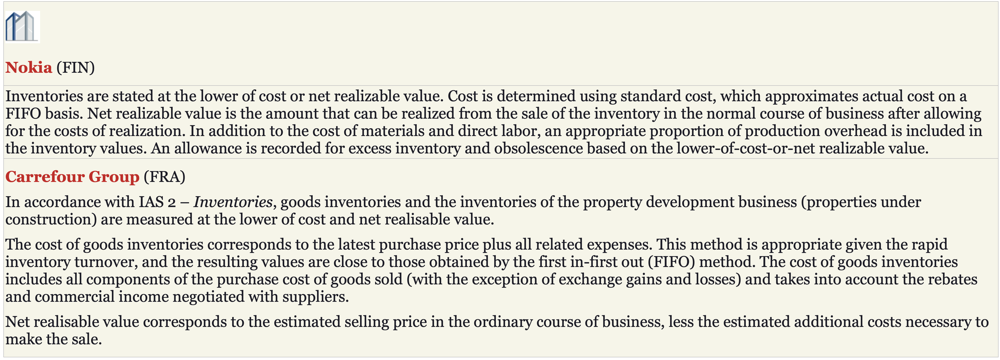 Nokia (FIN)
Inventories are stated at the lower of cost or net realizable value. Cost is determined using standard cost, which approximates actual cost on a
FIFO basis. Net realizable value is the amount that can be realized from the sale of the inventory in the normal course of business after allowing
for the costs of realization. In addition to the cost of materials and direct labor, an appropriate proportion of production overhead is included in
the inventory values. An allowance is recorded for excess inventory and obsolescence based on the lower-of-cost-or-net realizable value.
Carrefour Group (FRA)
In accordance with IAS 2 – Inventories, goods inventories and the inventories of the property development business (properties under
construction) are measured at the lower of cost and net realisable value.
The cost of goods inventories corresponds to the latest purchase price plus all related expenses. This method is appropriate given the rapid
inventory turnover, and the resulting values are close to those obtained by the first in-first out (FIFO) method. The cost of goods inventories
includes all components of the purchase cost of goods sold (with the exception of exchange gains and losses) and takes into account the rebates
and commercial income negotiated with suppliers.
Net realisable value corresponds to the estimated selling price in the ordinary course of business, less the estimated additional costs necessary to
make the sale.